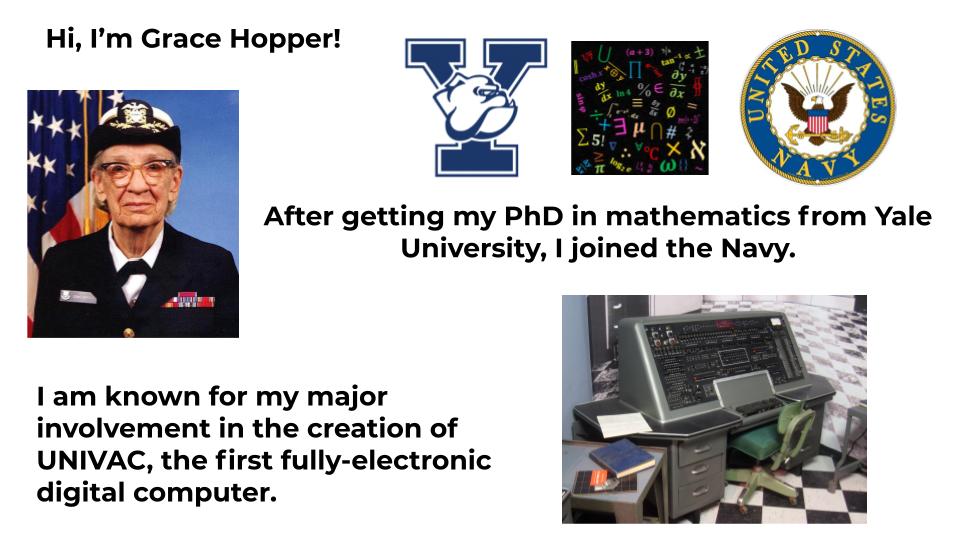 Hi, I’m Grace Hopper!
Y
UNITED STATES
NAVY
After getting my PhD in mathematics from Yale
University, I joined the Navy.
I am known for my major
involvement in the creation of
UNIVAC, the first fully-electronic
digital computer.